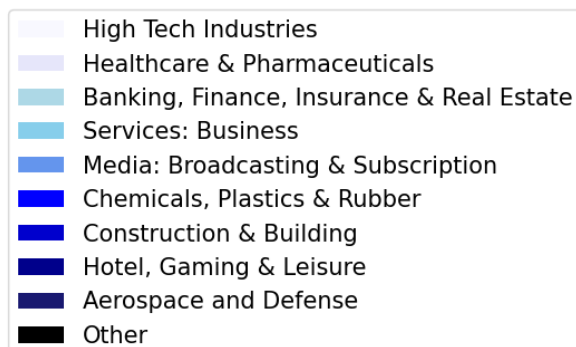 High Tech Industries
Healthcare & Pharmaceuticals
Banking, Finance, Insurance & Real Estate
Services: Business
Media: Broadcasting & Subscription
Chemicals, Plastics & Rubber
Construction & Building
Hotel, Gaming & Leisure
Aerospace and Defense
Other